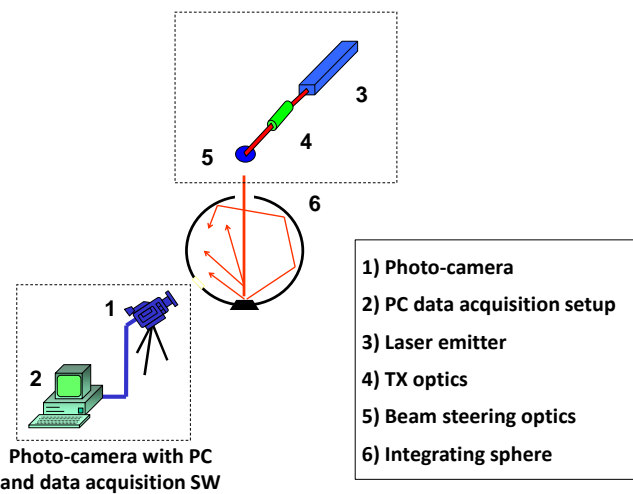 3
4
5
6
1
2
Photo-camera with PC
and data acquisition SW
1) Photo-camera
2) PC data acquisition setup
3) Laser emitter
4) TX optics
5) Beam steering optics
6) Integrating sphere